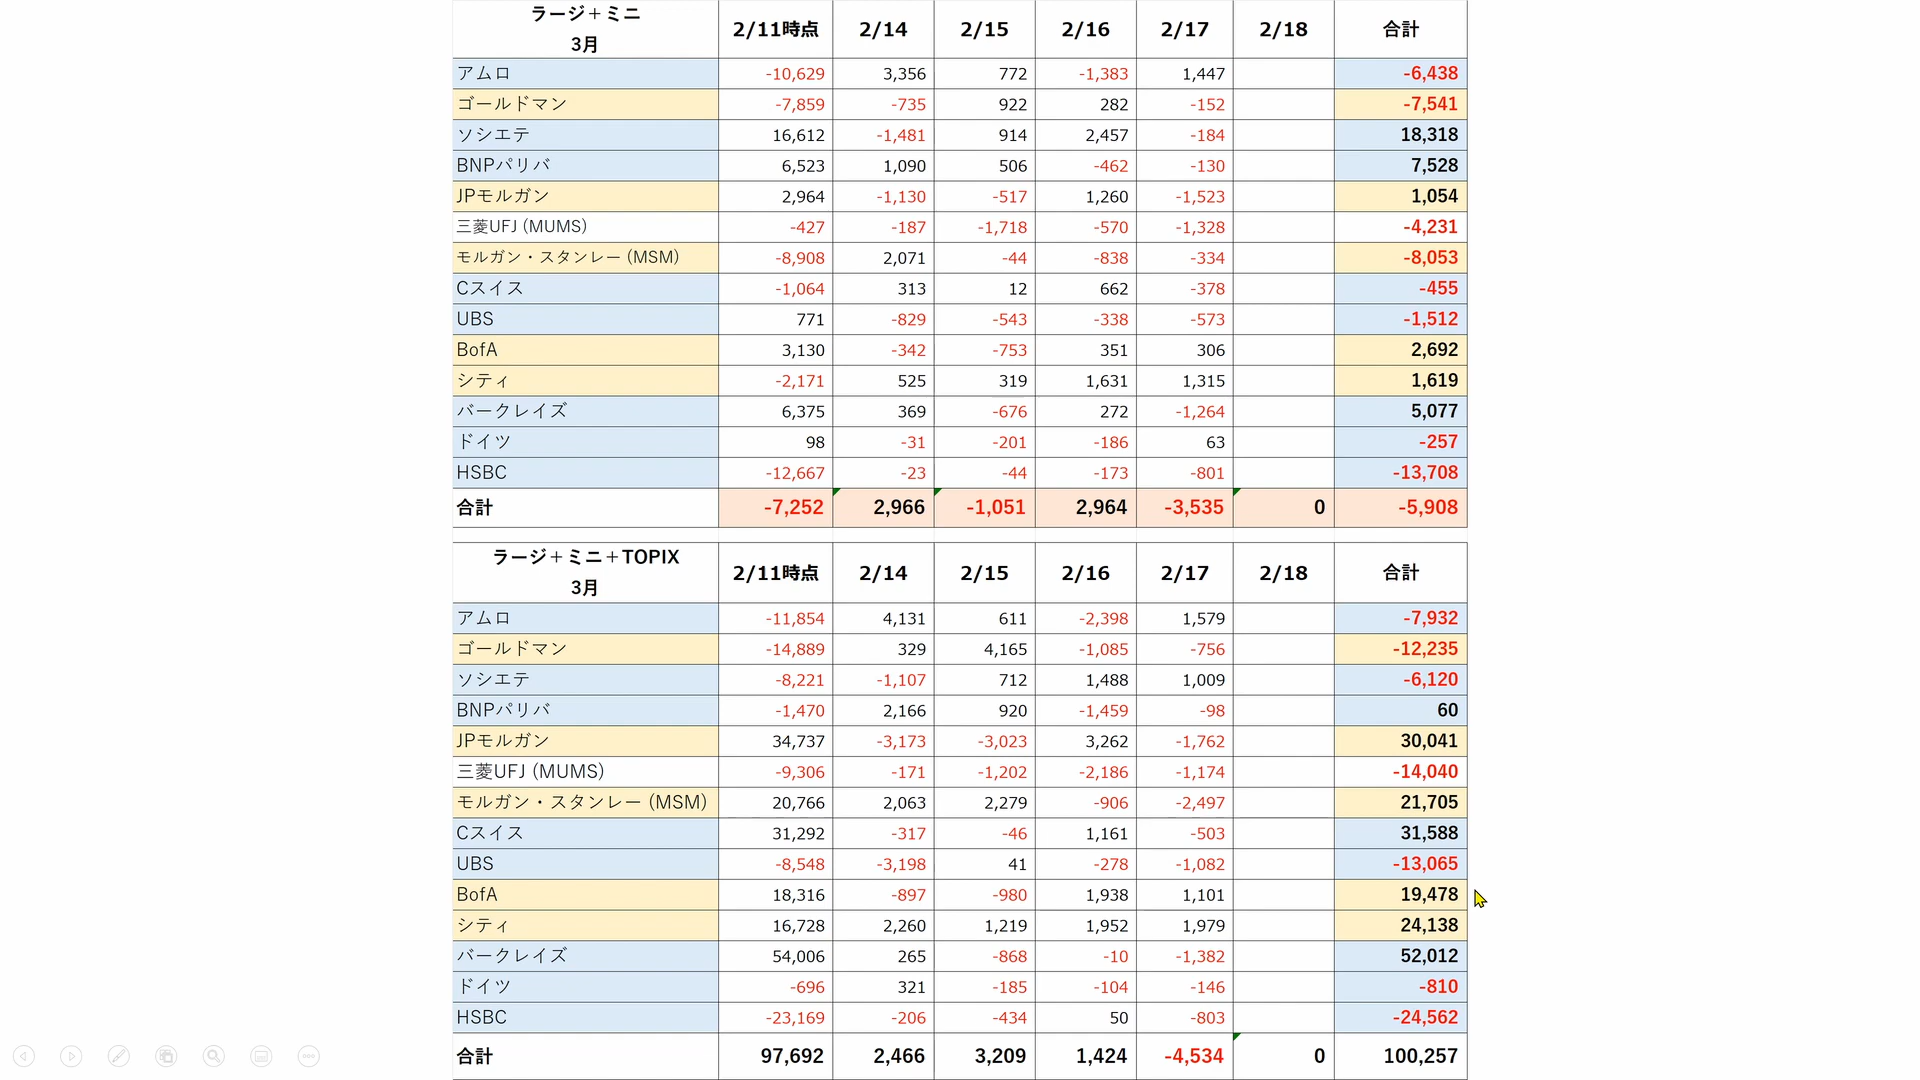 ラージ＋ミニ
3月 2/11時点 2/14 2/15 2/16 2/17 2/18 合計
アムロ -10,629 3,356 772 -1,383 1,447 -6,438
ゴールドマン -7,859 -735 922 282 -152 -7,541
ソシエテ 16,612 -1,481 914 2,457 -184 18,318
BNPパリバ 6,523 1,090 506 -462 -130 7,528
JPモルガン 2,964 -1,130 -517 1,260 -1,523 1,054
三菱UFJ (MUMS) -427 -187 -1,718 -570 -1,328 -4,231
モルガン・スタンレー (MSM) -8,908 2,071 -44 -838 -334 -8,053
Cスイス -1,064 313 12 662 -378 -455
UBS 771 -829 -543 -338 -573 -1,512
BofA 3,130 -342 -753 351 306 2,692
シティ -2,171 525 319 1,631 1,315 1,619
バークレイズ 6,375 369 -676 272 -1,264 5,077
ドイツ 98 -31 -201 -186 63 -257
HSBC -12,667 -23 -44 -173 -801 -13,708
合計 -7,252 2,966 -1,051 2,964 -3,535 0 -5,908
ラージ＋ミニ＋TOPIX
3月 2/11時点 2/14 2/15 2/16 2/17 2/18 合計
アムロ -11,854 4,131 611 -2,398 1,579 -7,932
ゴールドマン -14,889 329 4,165 -1,085 -756 -12,235
ソシエテ -8,221 -1,107 712 1,488 1,009 -6,120
BNPパリバ -1,470 2,166 920 -1,459 -98 60
JPモルガン 34,737 -3,173 -3,023 3,262 -1,762 30,041
三菱UFJ (MUMS) -9,306 -171 -1,202 -2,186 -1,174 -14,040
モルガン・スタンレー (MSM) 20,766 2,063 2,279 -906 -2,497 21,705
Cスイス 31,292 -317 -46 1,161 -503 31,588
UBS -8,548 -3,198 41 -278 -1,082 -13,065
BofA 18,316 -897 -980 1,938 1,101 19,478
シティ 16,728 2,260 1,219 1,952 1,979 24,138
バークレイズ 54,006 265 -868 -10 -1,382 52,012
ドイツ -696 321 -185 -104 -146 -810
HSBC -23,169 -206 -434 50 -803 -24,562
合計 97,692 2,466 3,209 1,424 -4,534 0 100,257